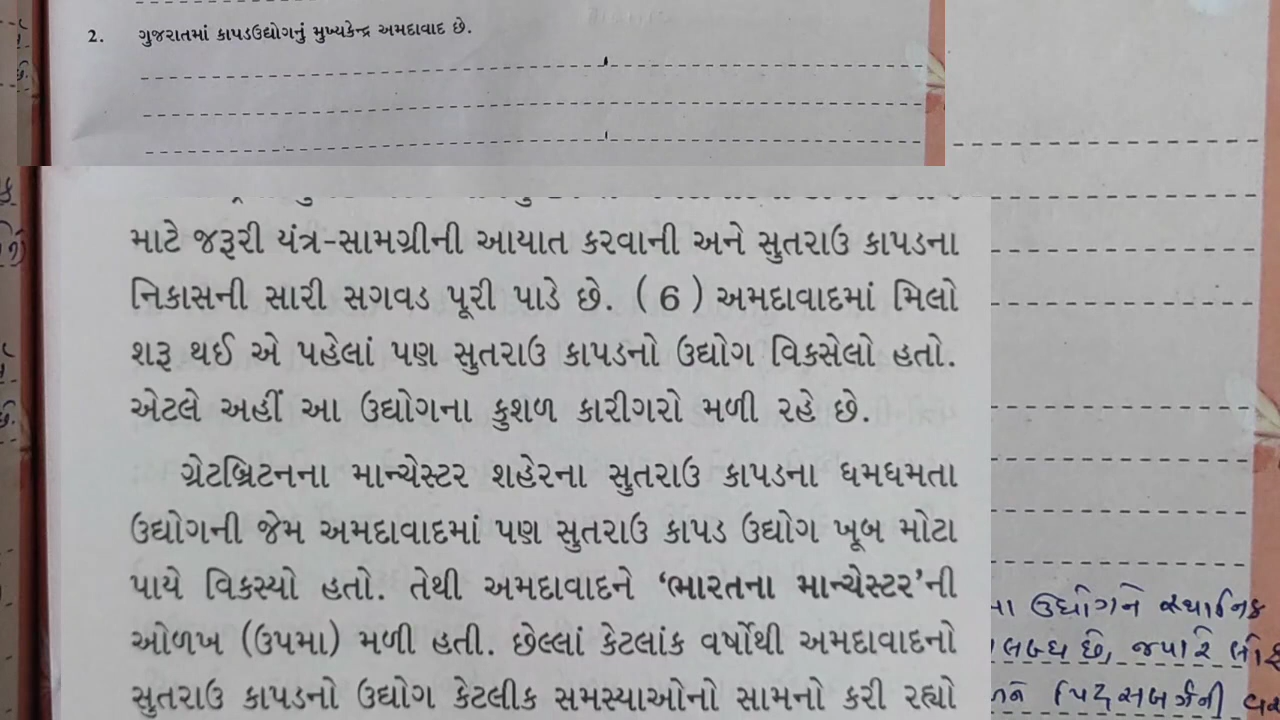 2. ગુજરાતમાં કાપડઉદ્યોગનું મુખ્યકેન્દ્ર અમદાવાદ છે.
માટે જરૂરી યંત્ર-સામગ્રીની આયાત કરવાની અને સુતરાઉ કાપડના
નિકાસની સારી સગવડ પૂરી પાડે છે. ( 6 ) અમદાવાદમાં મિલો
શરૂ થઈ એ પહેલાં પણ સુતરાઉ કાપડનો ઉદ્યોગ વિકસેલો હતો.
એટલે અહીં આ ઉદ્યોગના કુશળ કારીગરો મળી રહે છે.
ગ્રેટબ્રિટનના માન્ચેસ્ટર શહેરના સુતરાઉ કાપડના ધમધમતા
ઉદ્યોગની જેમ અમદાવાદમાં પણ સુતરાઉ કાપડ ઉદ્યોગ ખૂબ મોટા
પાયે વિકસ્યો હતો. તેથી અમદાવાદને ‘ભારતના માન્ચેસ્ટર’ની
ઓળખ (ઉપમા) મળી હતી. છેલ્લાં કેટલાંક વર્ષોથી અમદાવાદનો
સુતરાઉ કાપડનો ઉદ્યોગ કેટલીક સમસ્યાઓનો સામનો કરી રહ્યો
ઉદ્યોગને સ્થાનિક
છે, જ્યારે